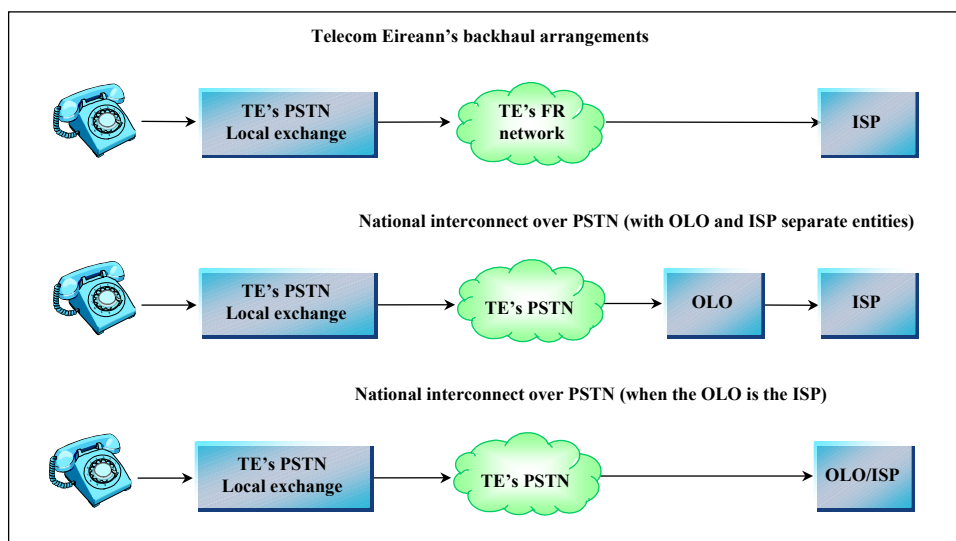 Telecom Eireann's backhaul arrangements
TE's PSTN
Local exchange
TE's FR
network
ISP
National interconnect over PSTN (with OLO and ISP separate entities)
TE's PSTN
Local exchange
TE's PSTN
OLO
ISP
National interconnect over PSTN (when the OLO is the ISP)
TE's PSTN
Local exchange
TE's PSTN
OLO/ISP